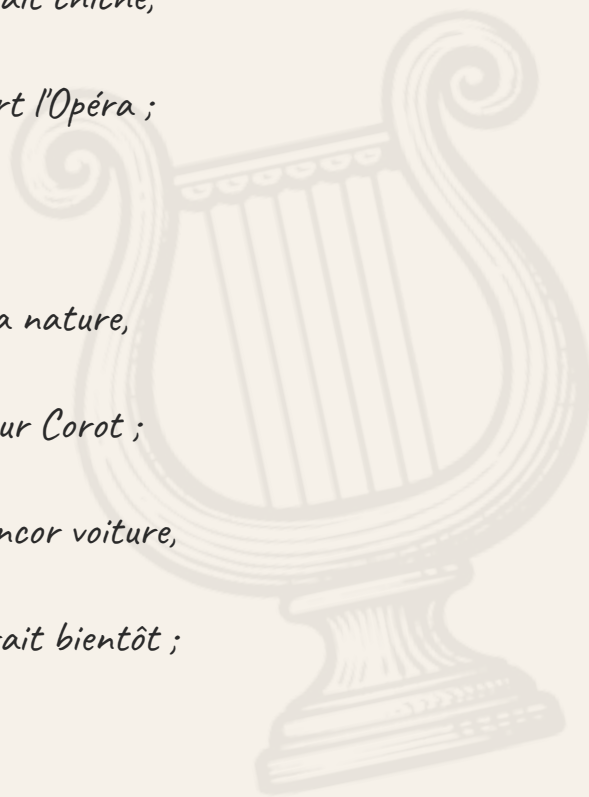 ait chiche,
rt l'Opéra ;
a nature,
ur Corot ;
ncor voiture,
ait bientôt ;